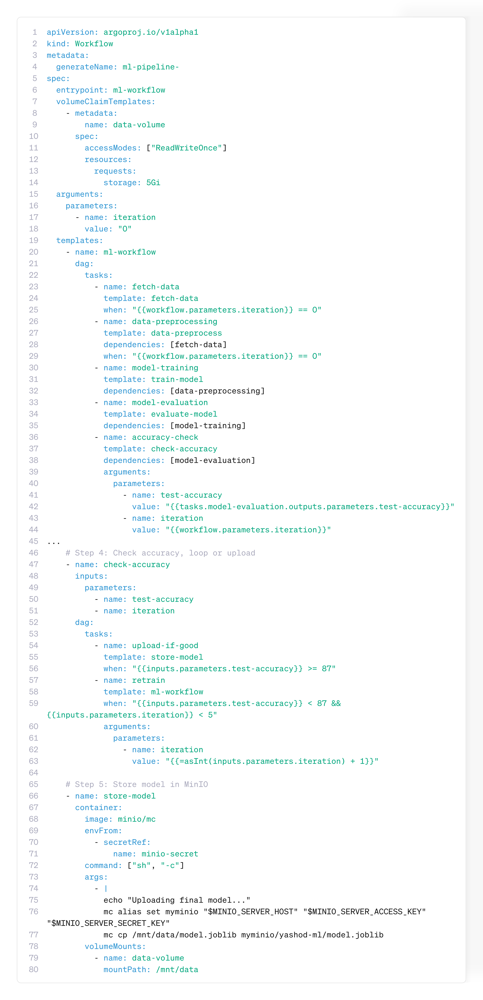 1 apiVersion: argoproj.io/v1alpha1
2 kind: Workflow
3 metadata:
4   generateName: ml-pipeline-
5 spec:
6   entrypoint: ml-workflow
7   volumeClaimTemplates:
8     - metadata:
9         name: data-volume
10       spec:
11         accessModes: ["ReadWriteOnce"]
12         resources:
13           requests:
14             storage: 5Gi
15   arguments:
16     parameters:
17       - name: iteration
18         value: "0"
19   templates:
20     - name: ml-workflow
21       dag:
22         tasks:
23           - name: fetch-data
24             template: fetch-data
25             when: "{{workflow.parameters.iteration}} == 0"
26           - name: data-preprocessing
27             template: data-preprocess
28             dependencies: [fetch-data]
29             when: "{{workflow.parameters.iteration}} == 0"
30           - name: model-training
31             template: train-model
32             dependencies: [data-preprocessing]
33           - name: model-evaluation
34             template: evaluate-model
35             dependencies: [model-training]
36           - name: accuracy-check
37             template: check-accuracy
38             dependencies: [model-evaluation]
39             arguments:
40               parameters:
41                 - name: test-accuracy
42                   value: "{{tasks.model-evaluation.outputs.parameters.test-accuracy}}"
43                 - name: iteration
44                   value: "{{workflow.parameters.iteration}}"
45 ...
46     # Step 4: Check accuracy, loop or upload
47     - name: check-accuracy
48       inputs:
49         parameters:
50           - name: test-accuracy
51           - name: iteration
52       dag:
53         tasks:
54           - name: upload-if-good
55             template: store-model
56             when: "{{inputs.parameters.test-accuracy}} >= 87"
57           - name: retrain
58             template: ml-workflow
59             when: "{{inputs.parameters.test-accuracy}} < 87 &&
{{inputs.parameters.iteration}} < 5"
60             arguments:
61               parameters:
62                 - name: iteration
63                   value: "{{=asInt(inputs.parameters.iteration) + 1}}"
64
65     # Step 5: Store model in MinIO
66     - name: store-model
67       container:
68         image: minio/mc
69         envFrom:
70           - secretRef:
71               name: minio-secret
72         command: ["sh", "-c"]
73         args:
74           - |
75             echo "Uploading final model..."
76             mc alias set myminio "$MINIO_SERVER_HOST" "$MINIO_SERVER_ACCESS_KEY"
"$MINIO_SERVER_SECRET_KEY"
77             mc cp /mnt/data/model.joblib myminio/yashod-ml/model.joblib
78         volumeMounts:
79           - name: data-volume
80             mountPath: /mnt/data